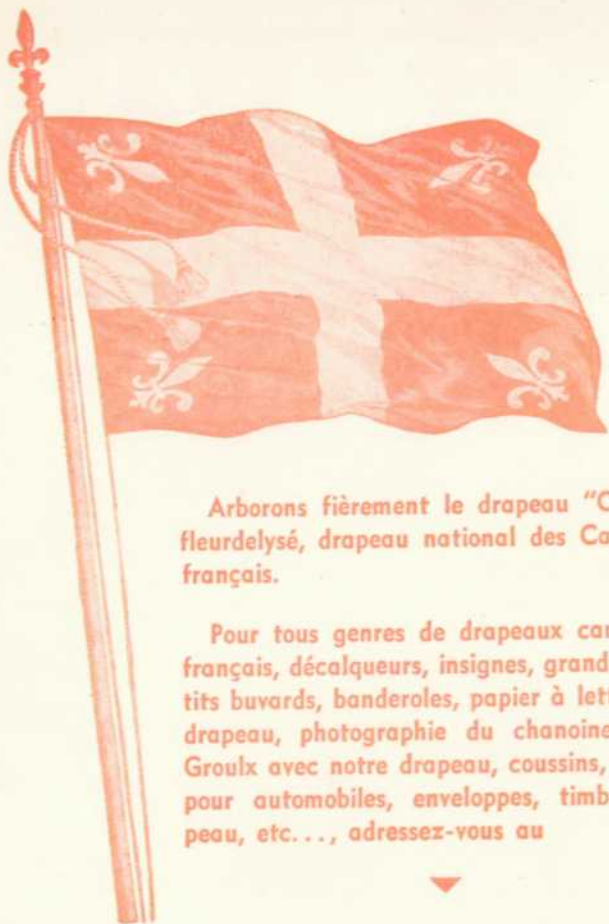 Arborons fièrement le drapeau "C
fleurdelysé, drapeau national des Ca
français.
Pour tous genres de drapeaux can
français, décalqueurs, insignes, grand
tits buvards, banderoles, papier à lett
drapeau, photographie du chanoine
Groulx avec notre drapeau, coussins,
pour automobiles, enveloppes, timb
peau, etc..., adressez-vous au